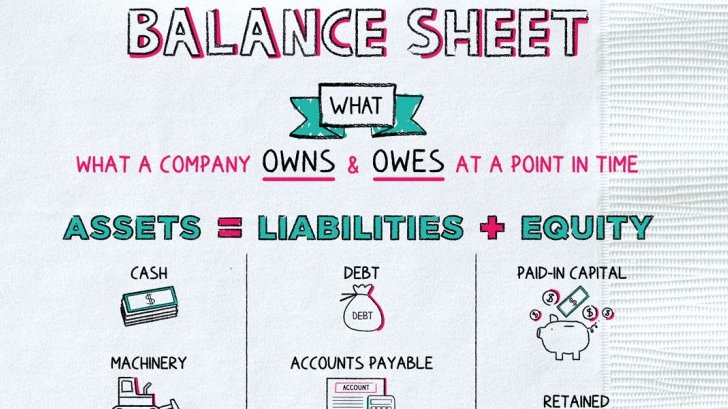 BALANCE SHEET
WHAT
WHAT A COMPANY OWNS & OWES AT A POINT IN TIME
ASSETS = LIABILITIES + EQUITY
CASH
DEBT
PAID-IN CAPITAL
$
DEBT
$ $ $ $
MACHINERY
ACCOUNTS PAYABLE
ACCOUNT
RETAINED